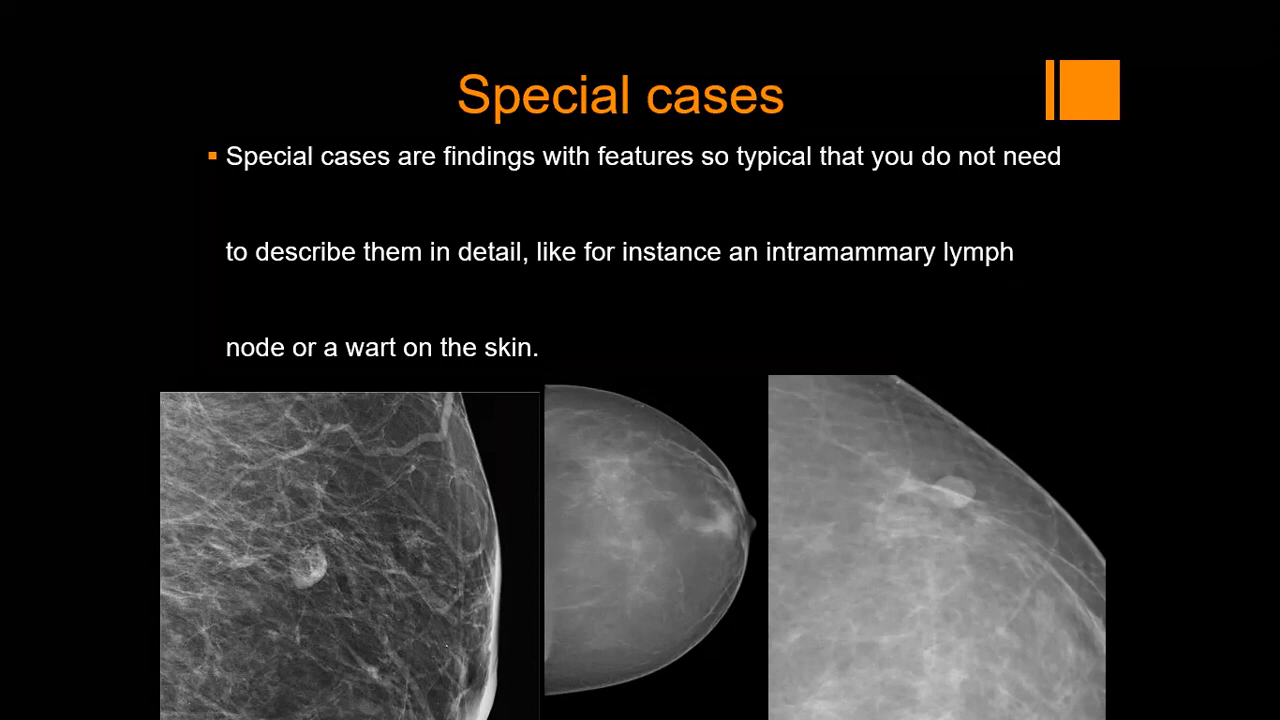 Special cases
Special cases are findings with features so typical that you do not need
to describe them in detail, like for instance an intramammary lymph
node or a wart on the skin.